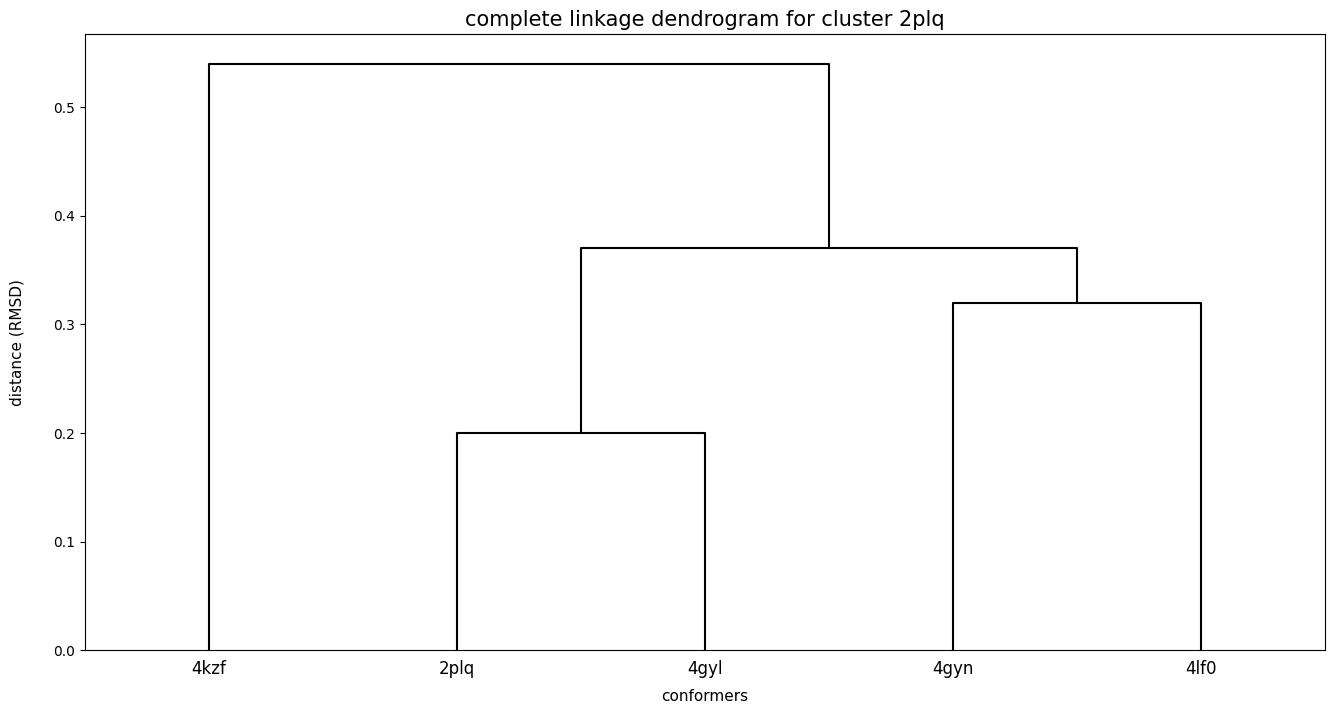 complete linkage dendrogram for cluster 2plq
distance (RMSD)
0.5
0.4
0.3
0.2
0.1
0.0
4kzf 2plq 4gyl 4gyn 4lf0
conformers